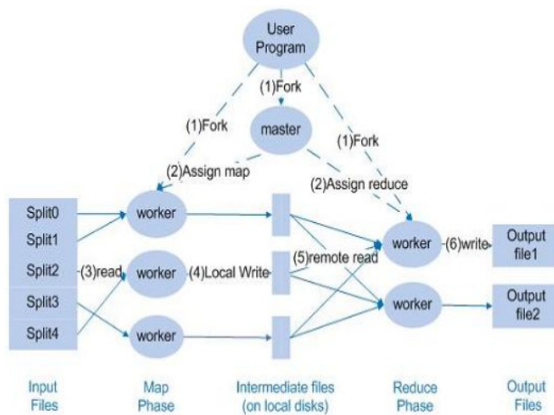 User
Program
(1)Fork
(1)Fork
(1)Fork
master
(2)Assign map
(2)Assign reduce
Split0
Split1
Split2
Split3
Split4
(3)read
worker
worker
worker
(4)Local Write
(5)remote read
worker
worker
(6)write
Output
file1
Output
file2
Input
Files
Map
Phase
Intermediate files
(on local disks)
Reduce
Phase
Output
Files